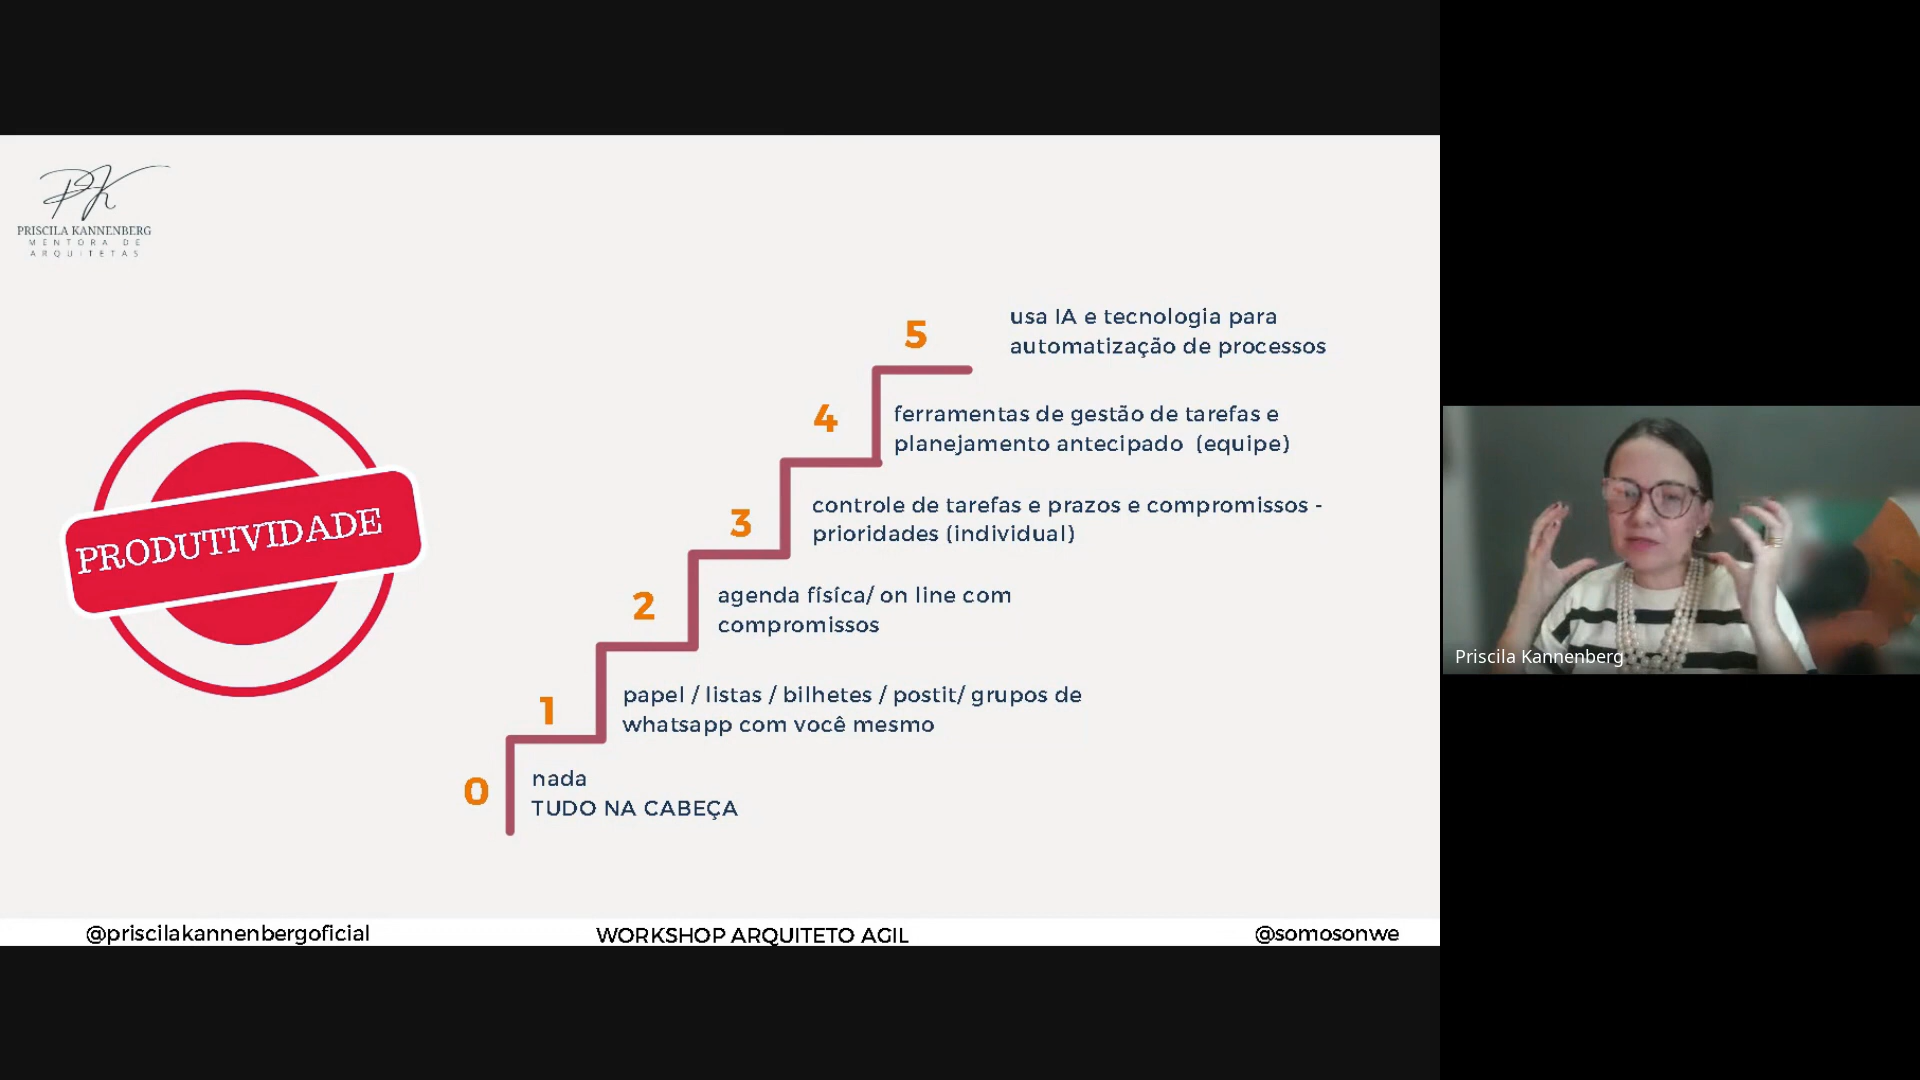 PRISCILA KANNENBERG
MENTORA DE
ARQUITETAS
PRODUTIVIDADE
5
usa IA e tecnologia para
automatização de processos
4
ferramentas de gestão de tarefas e
planejamento antecipado (equipe)
3
controle de tarefas e prazos e compromissos -
prioridades (individual)
2
agenda física/ on line com
compromissos
1
papel / listas / bilhetes / postit/ grupos de
whatsapp com você mesmo
0
nada
TUDO NA CABEÇA
@priscilakannenbergoficial
WORKSHOP ARQUITETO AGIL
@somosonwe
Priscila Kannenberg